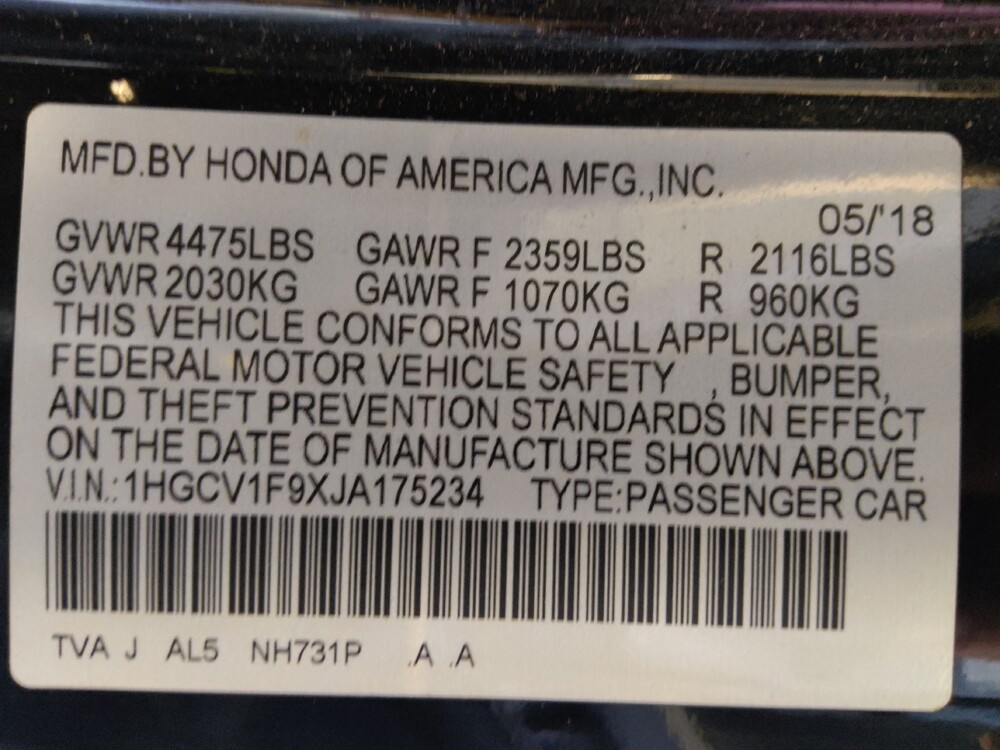 MFD.BY HONDA OF AMERICA MFG.,INC.
05/'18
GVWR 4475LBS GAWR F 2359LBS R 2116LBS
GVWR 2030KG GAWR F 1070KG R 960KG
THIS VEHICLE CONFORMS TO ALL APPLICABLE
FEDERAL MOTOR VEHICLE SAFETY , BUMPER,
AND THEFT PREVENTION STANDARDS IN EFFECT
ON THE DATE OF MANUFACTURE SHOWN ABOVE.
V.I.N.: 1HGCV1F9XJA175234 TYPE:PASSENGER CAR
TVA J AL5 NH731P .A .A